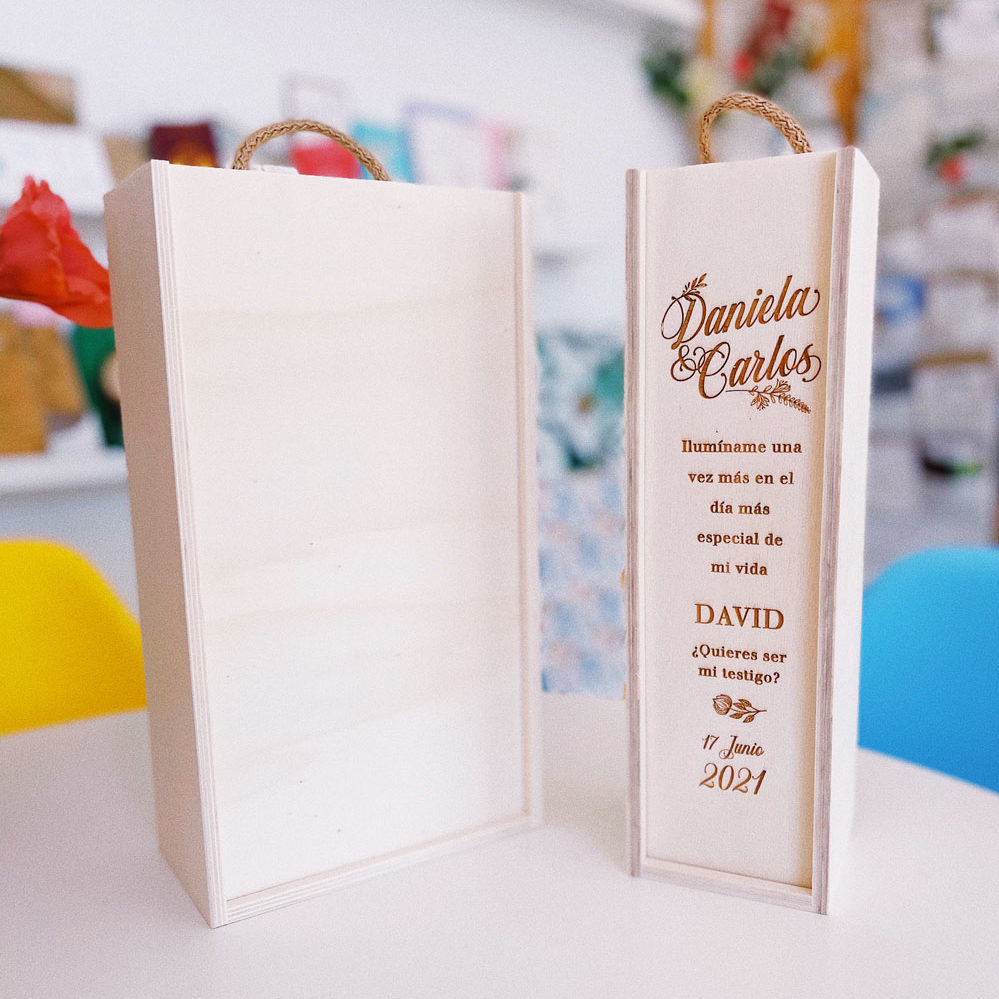 Daniela
& Carlos
Ilumíname una
vez más en el
día más
especial de
mi vida
DAVID
¿Quieres ser
mi testigo?
17 Junio
2021